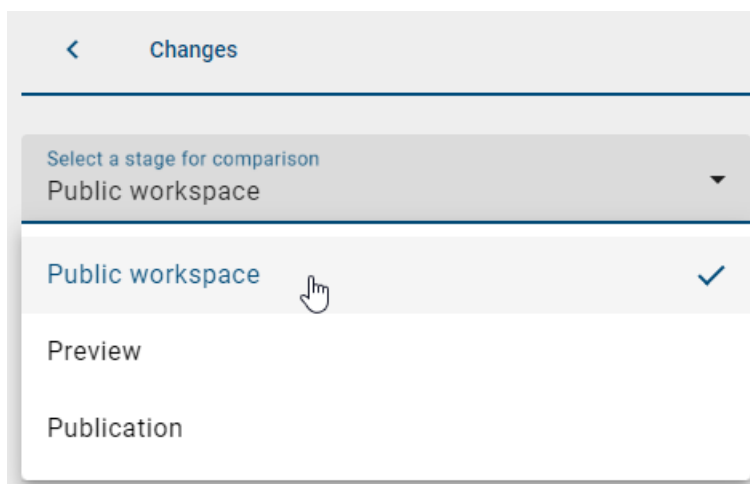 Changes
Select a stage for comparison
Public workspace
Public workspace
Preview
Publication